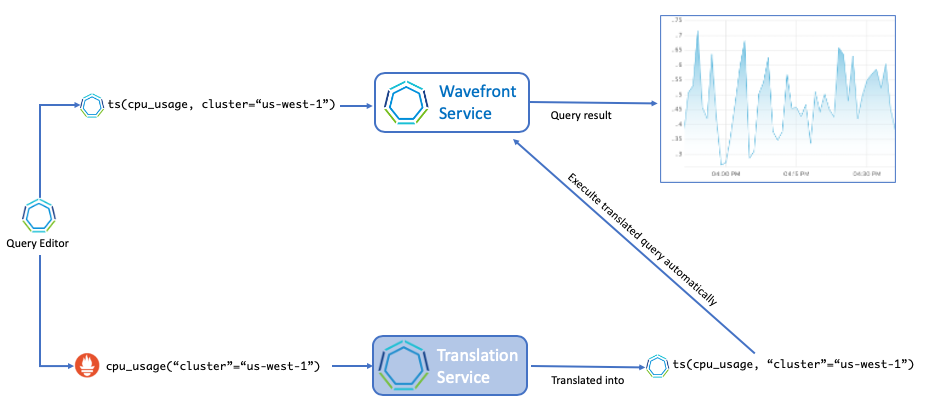 .75
.7
.65
.6
.55
.5
.45
.4
.35
.3
04:00 PM
04:15 PM
04:30 PM
ts(cpu_usage, cluster=“us-west-1”)
Wavefront
Service
Query result
Query Editor
Execulte translated query automatically
cpu_usage(“cluster”=“us-west-1”)
Translation
Service
Translated into
ts(cpu_usage, “cluster”=“us-west-1”)